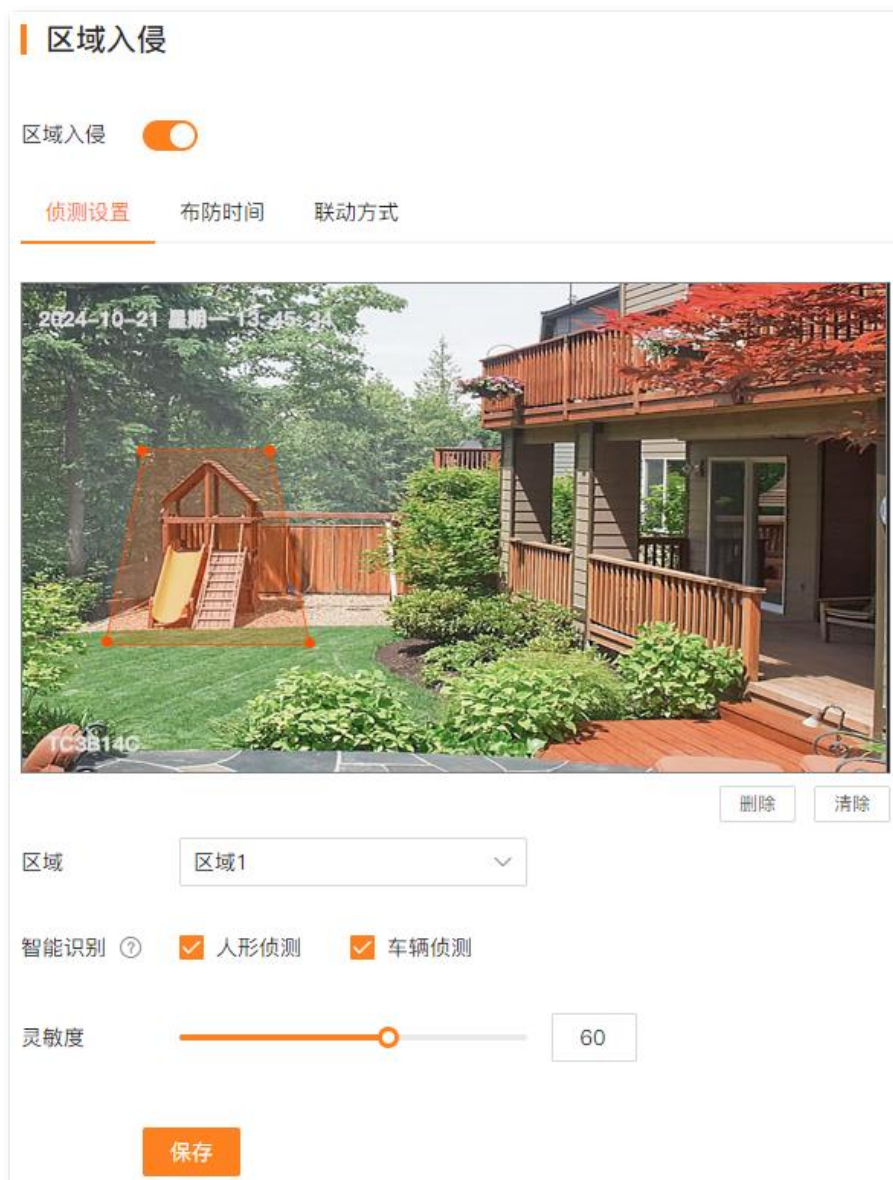 区域入侵
区域入侵
侦测设置 布防时间 联动方式
2024-10-21 星期一 13:45:34
TC3B14C
删除 清除
区域 区域1
智能识别 ? 人形侦测 车辆侦测
灵敏度 60
保存